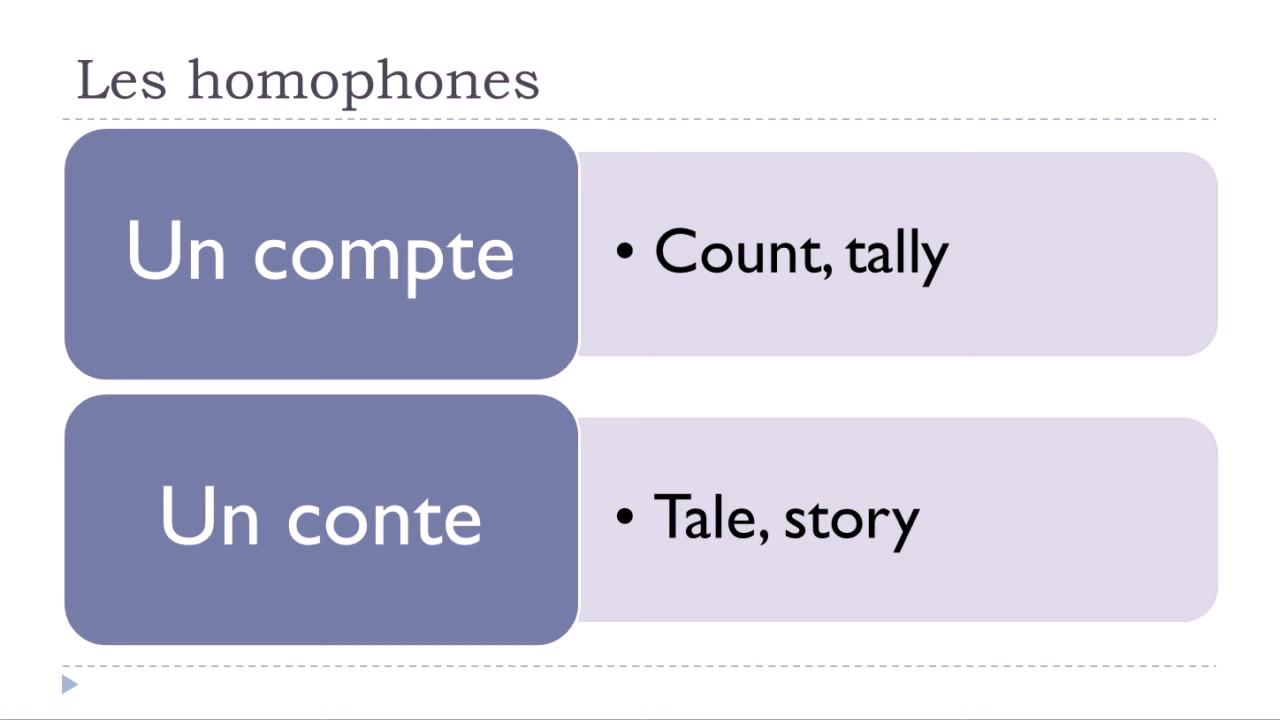 Les homophones
Un compte
• Count, tally
Un conte
• Tale, story